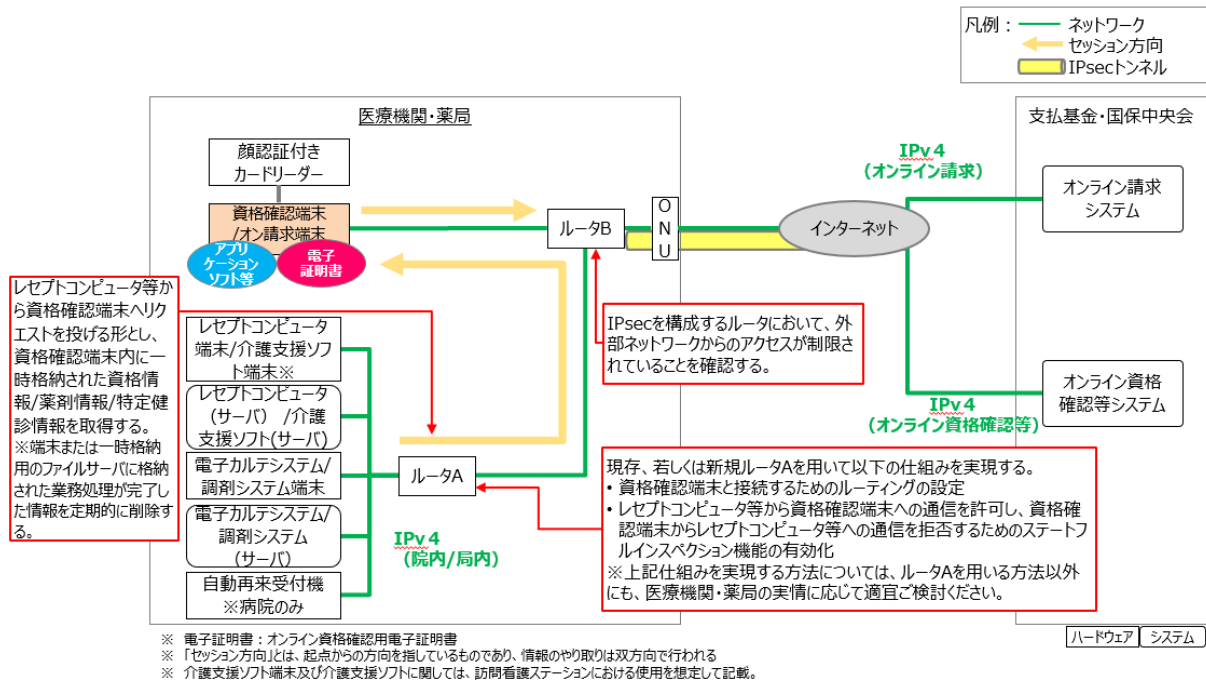 凡例：
ネットワーク
セッション方向
IPsecトンネル
医療機関・薬局
支払基金・国保中央会
顔認証付き
カードリーダー
資格確認端末
/オン請求端末
アプリ
ケーション
ソフト等
電子
証明書
ルータB
ONU
インターネット
IPv4
(オンライン請求)
オンライン請求
システム
IPv4
(オンライン資格確認等)
オンライン資格
確認等システム
レセプトコンピュータ等
から資格確認端末へリク
エストを投げる形とし、
資格確認端末内に一
時格納された資格情
報/薬剤情報/特定健
診情報を取得する。
※端末または一時格納
用のファイルサーバに格納
された業務処理が完了し
た情報を定期的に削除す
る。
レセプトコンピュータ
端末/介護支援ソフ
ト端末※
レセプトコンピュータ
（サーバ）/介護
支援ソフト(サーバ)
電子カルテシステム/
調剤システム端末
電子カルテシステム/
調剤システム
（サーバ）
自動再来受付機
※病院のみ
ルータA
IPv4
(院内/局内)
IPsecを構成するルータにおいて、外
部ネットワークからのアクセスが制限さ
れていることを確認する。
現存、若しくは新規ルータAを用いて以下の仕組みを実現する。
• 資格確認端末と接続するためのルーティングの設定
• レセプトコンピュータ等から資格確認端末への通信を許可し、資格確
認端末からレセプトコンピュータ等への通信を拒否するためのステートフ
ルインスペクション機能の有効化
※上記仕組みを実現する方法については、ルータAを用いる方法以外
にも、医療機関・薬局の実情に応じて適宜ご検討ください。
ハードウェア
システム
※ 電子証明書：オンライン資格確認用電子証明書
※ 「セッション方向」とは、起点からの方向を指しているものであり、情報のやり取りは双方向で行われる
※ 介護支援ソフト端末及び介護支援ソフトに関しては、訪問看護ステーションにおける使用を想定して記載。